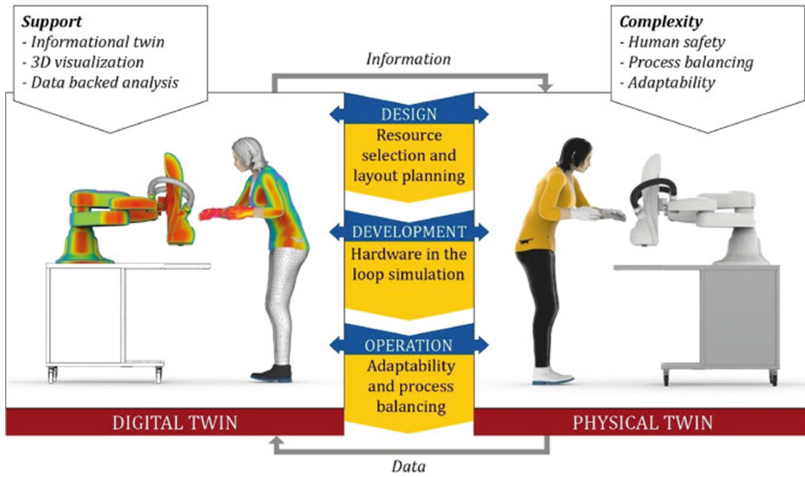 Support
- Informational twin
- 3D visualization
- Data backed analysis
Complexity
- Human safety
- Process balancing
- Adaptability
Information
DESIGN
Resource
selection and
layout planning
DEVELOPMENT
Hardware in the
loop simulation
OPERATION
Adaptability
and process
balancing
DIGITAL TWIN
PHYSICAL TWIN
Data